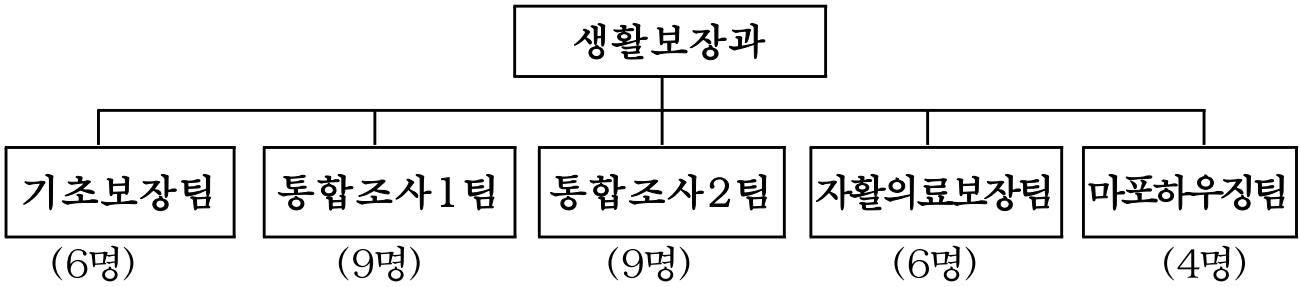 생활보장과
기초보장팀 통합조사1팀 통합조사2팀 자활의료보장팀 마포하우징팀
(6명) (9명) (9명) (6명) (4명)